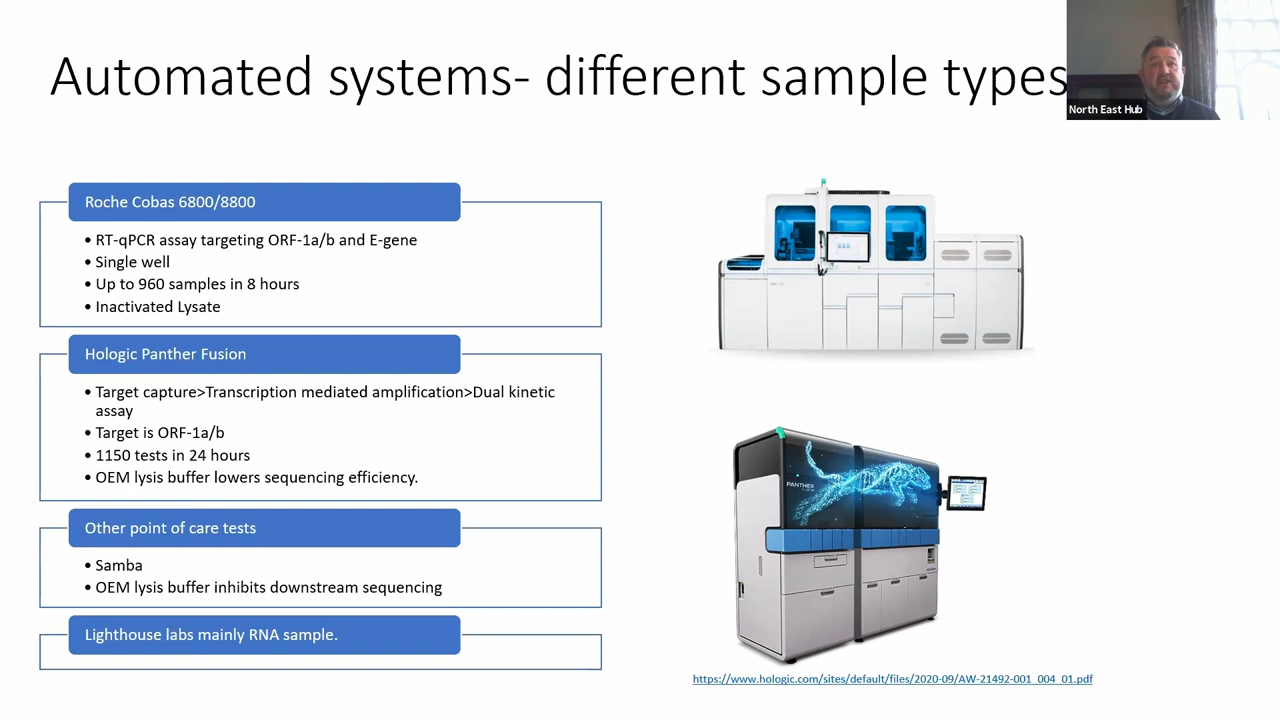 Automated systems- different sample types
North East Hub
Roche Cobas 6800/8800
• RT-qPCR assay targeting ORF-1a/b and E-gene
• Single well
• Up to 960 samples in 8 hours
• Inactivated Lysate
Hologic Panther Fusion
• Target capture>Transcription mediated amplification>Dual kinetic
assay
• Target is ORF-1a/b
• 1150 tests in 24 hours
• OEM lysis buffer lowers sequencing efficiency.
Other point of care tests
• Samba
• OEM lysis buffer inhibits downstream sequencing
Lighthouse labs mainly RNA sample.
PANTHER
https://www.hologic.com/sites/default/files/2020-09/AW-21492-001_004_01.pdf